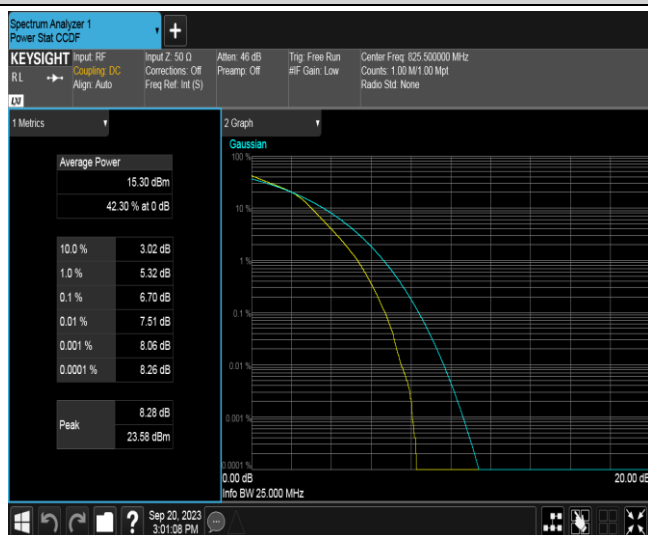 Spectrum Analyzer 1
Power Stat CCDF
+
KEYSIGHT
RL
LXI
Input: RF
Coupling: DC
Align: Auto
Input Z: 50 Ω
Corrections: Off
Freq Ref: Int (S)
Atten: 46 dB
Preamp: Off
Trig: Free Run
#IF Gain: Low
Center Freq: 825.500000 MHz
Counts: 1.00 M/1.00 Mpt
Radio Std: None
1 Metrics
Average Power
15.30 dBm
42.30 % at 0 dB
10.0 % 3.02 dB
1.0 % 5.32 dB
0.1 % 6.70 dB
0.01 % 7.51 dB
0.001 % 8.06 dB
0.0001 % 8.26 dB
Peak
8.28 dB
23.58 dBm
2 Graph
Gaussian
100 %
10 %
1 %
0.1 %
0.01 %
0.001 %
0.0001 %
0.00 dB 20.00 dB
Info BW 25.000 MHz
?
Sep 20, 2023
3:01:08 PM